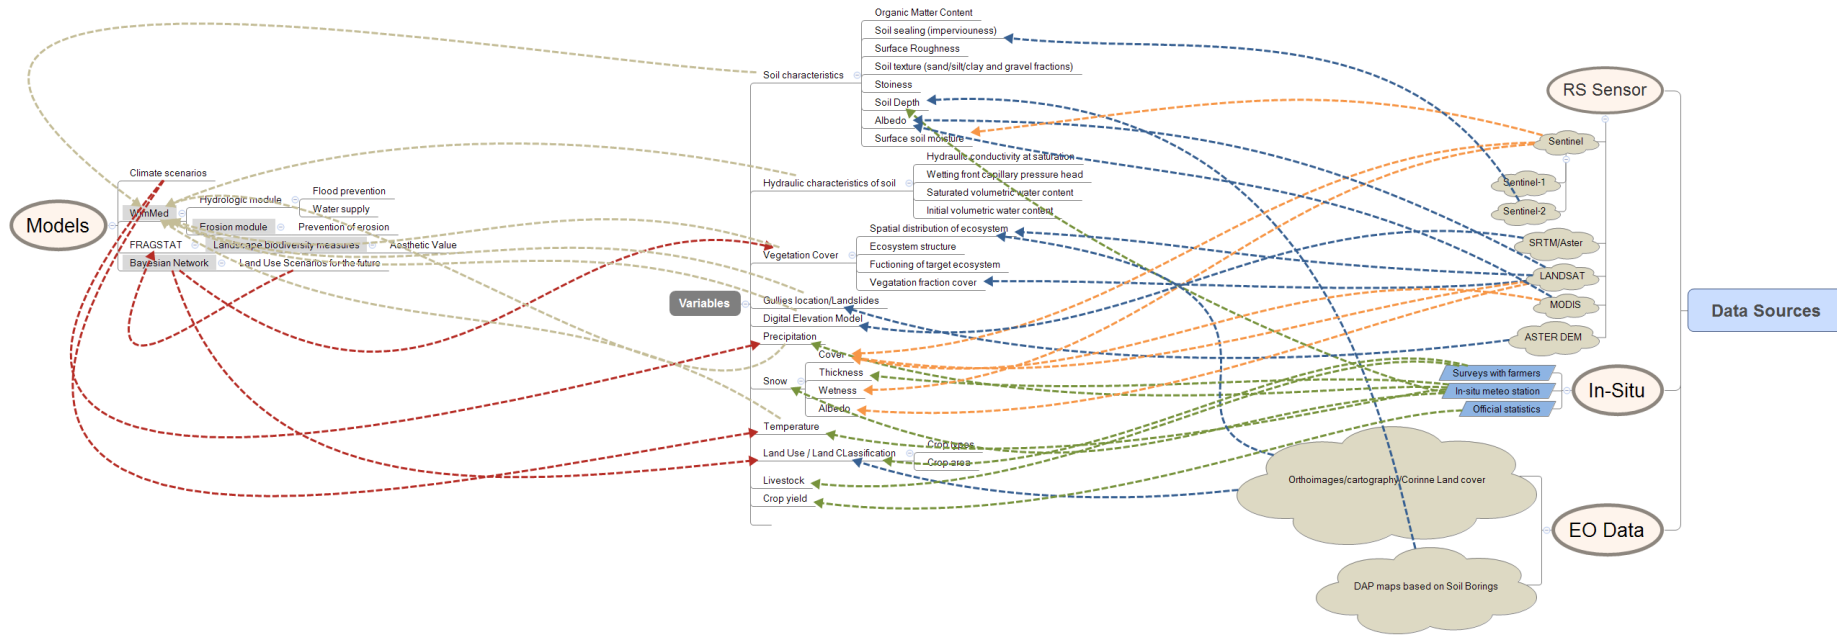 Models
Climate scenarios
WiMMed
Hydrologic module
Flood prevention
Water supply
Erosion module
Prevention of erosion
FRAGSTAT
Landscape biodiversity measures
Aesthetic Value
Bayesian Network
Land Use Scenarios for the future
Variables
Soil characteristics
Organic Matter Content
Soil sealing (imperviouness)
Surface Roughness
Soil texture (sand/silt/clay and gravel fractions)
Stoiness
Soil Depth
Albedo
Surface soil moisture
Hydraulic characteristics of soil
Hydraulic conductivity at saturation
Wetting front capillary pressure head
Saturated volumetric water content
Initial volumetric water content
Vegetation Cover
Spatial distribution of ecosystem
Ecosystem structure
Fuctioning of target ecosystem
Vegatation fraction cover
Gullies location/Landslides
Digital Elevation Model
Precipitation
Snow
Cover
Thickness
Wetness
Albedo
Temperature
Land Use / Land CLassification
Crop types
Crop area
Livestock
Crop yield
Data Sources
RS Sensor
Sentinel
Sentinel-1
Sentinel-2
SRTM/Aster
LANDSAT
MODIS
ASTER DEM
In-Situ
Surveys with farmers
In-situ meteo station
Official statistics
EO Data
Orthoimages/cartography/Corinne Land cover
DAP maps based on Soil Borings